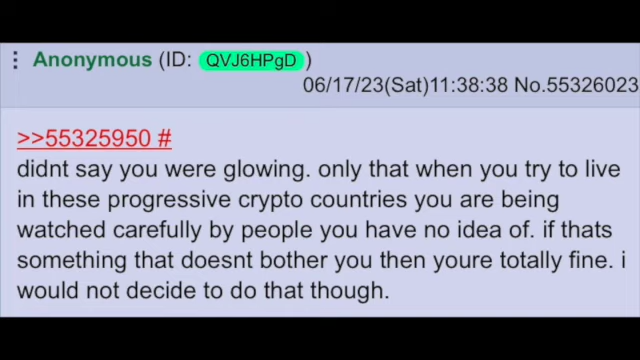 Anonymous (ID: QVJ6HPgD)
06/17/23(Sat)11:38:38 No.55326023
>>55325950 #
didnt say you were glowing. only that when you try to live
in these progressive crypto countries you are being
watched carefully by people you have no idea of. if thats
something that doesnt bother you then youre totally fine. i
would not decide to do that though.